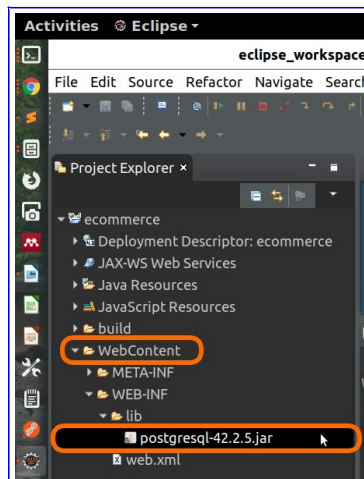 Activities Eclipse
eclipse_workspace
File Edit Source Refactor Navigate Search
Project Explorer
ecommerce
Deployment Descriptor: ecommerce
JAX-WS Web Services
Java Resources
JavaScript Resources
build
WebContent
META-INF
WEB-INF
lib
postgresql-42.2.5.jar
web.xml